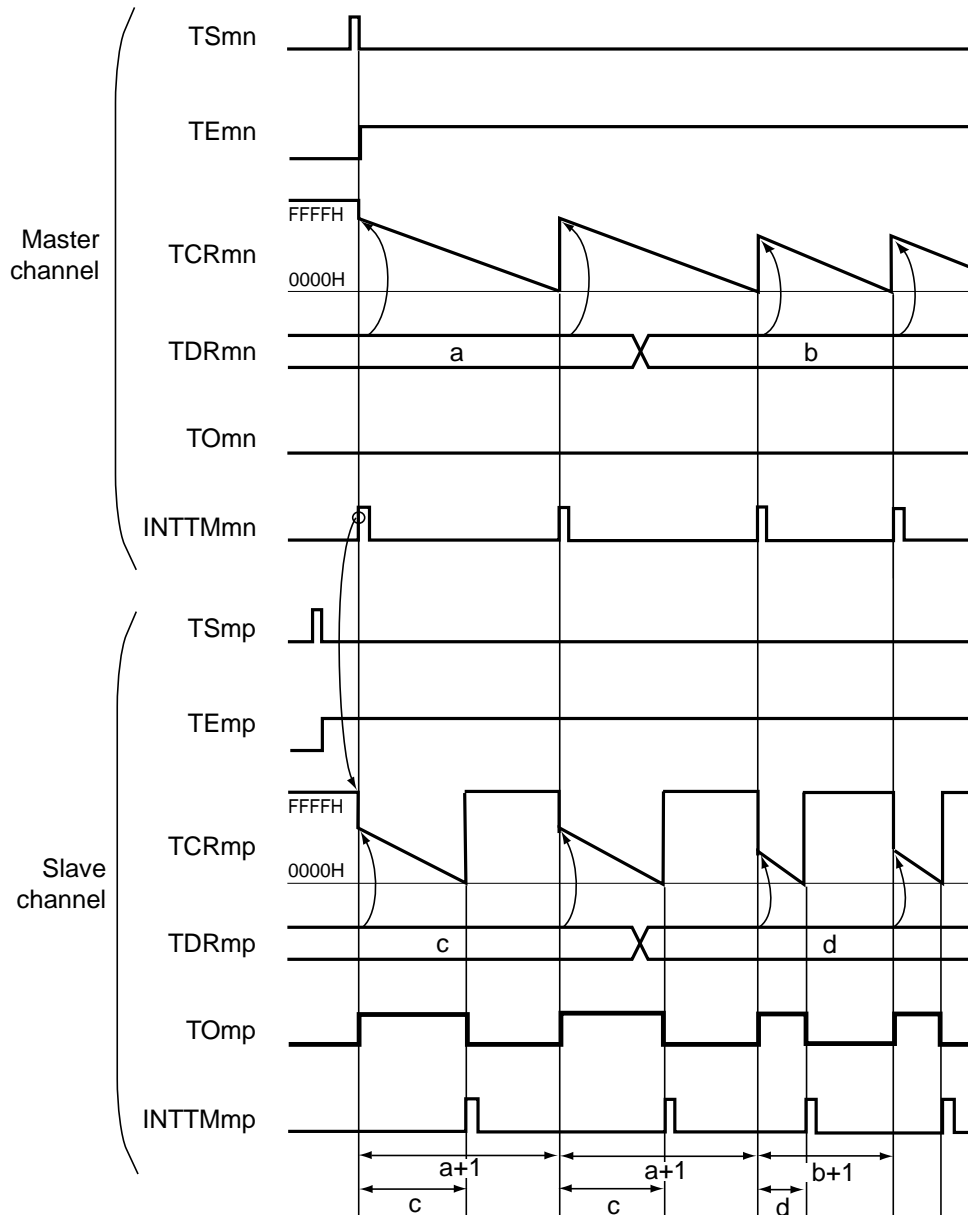 TSmn
TEmn
FFFFH
Master
channel
TCRmn
0000H
TDRmn
a
b
TOmn
INTTMmn
TSmp
TEmp
FFFFH
TCRmp
0000H
Slave
channel
TDRmp
c
d
TOmp
INTTMmp
a+1
a+1
b+1
c
c
d